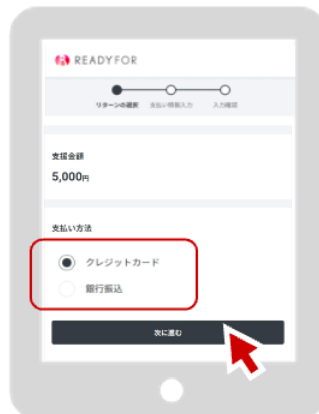 READYFOR
リターンの選択 支払い情報入力 入力確認
支援金額
5,000円
支払い方法
クレジットカード
銀行振込
次に進む